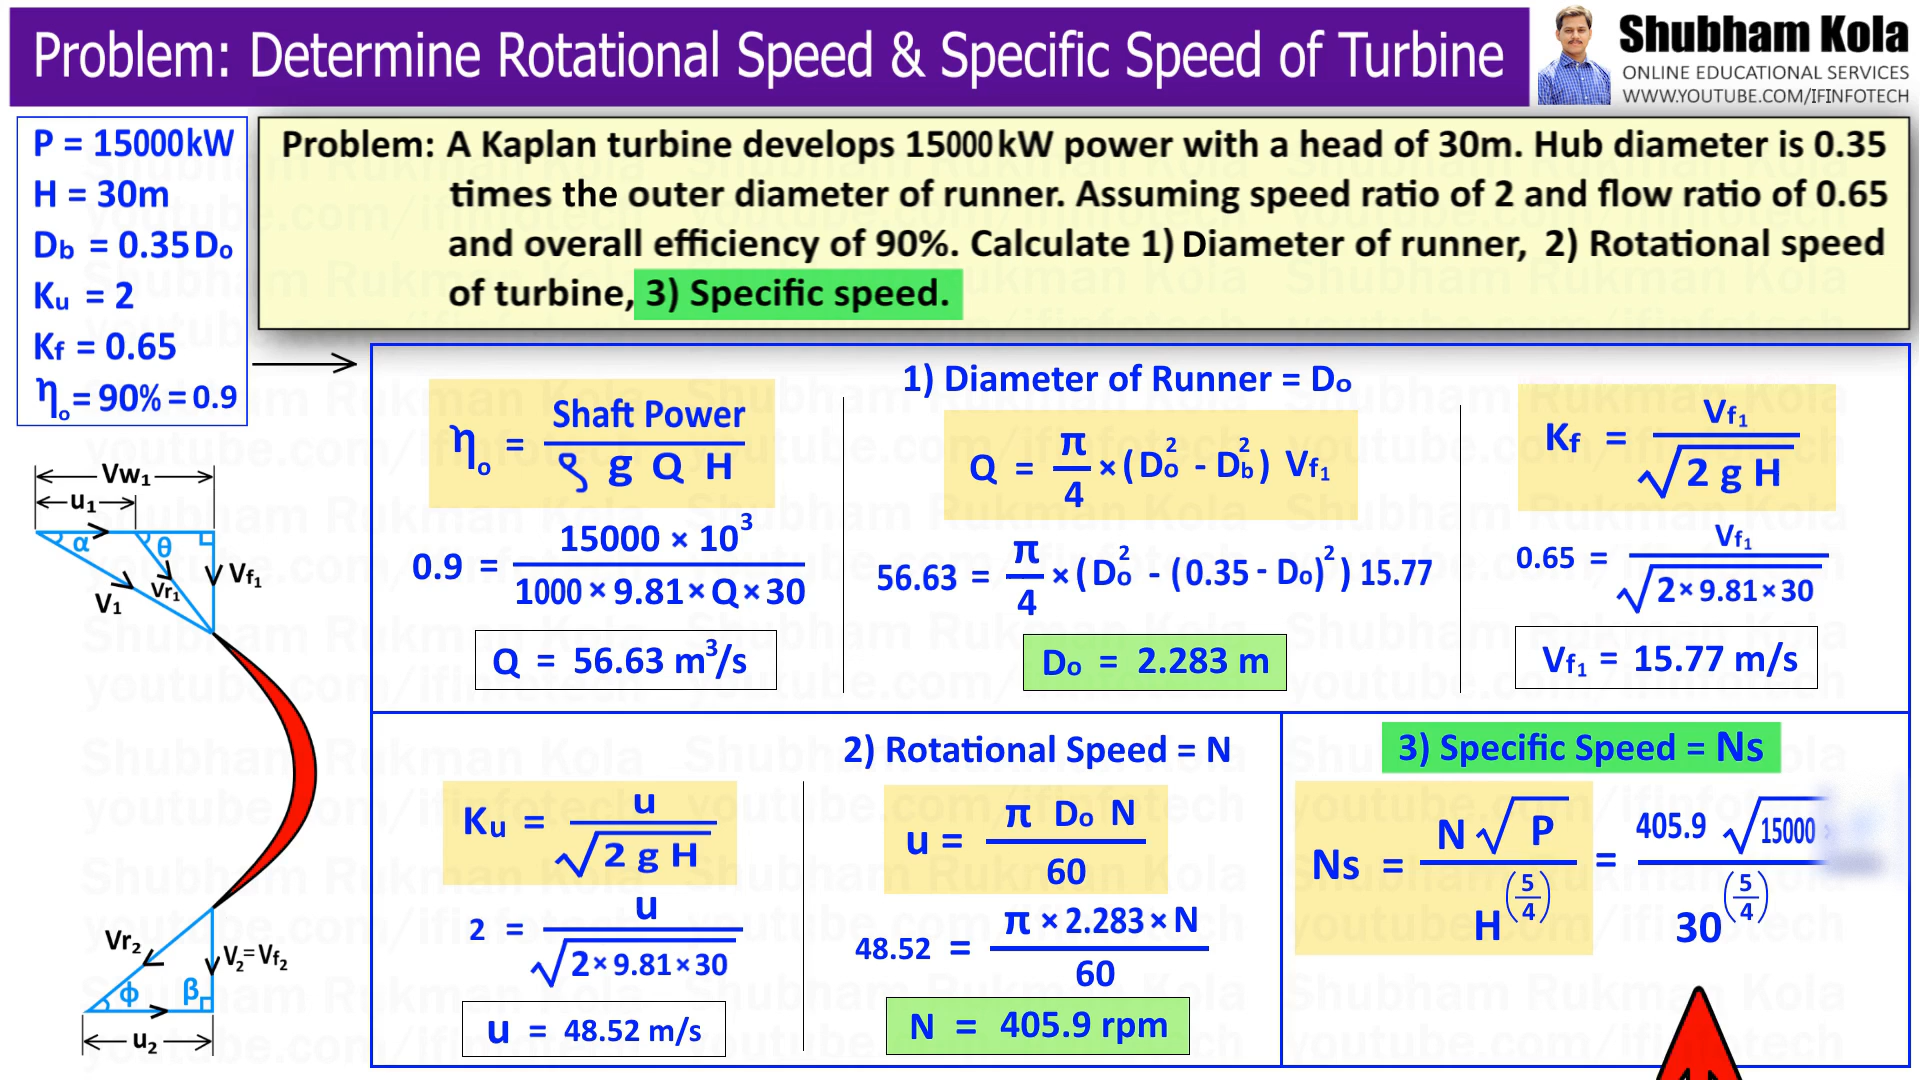 Problem: Determine Rotational Speed & Specific Speed of Turbine
Shubham Kola
ONLINE EDUCATIONAL SERVICES
WWW.YOUTUBE.COM/IFINFOTECH
P = 15000kW
H = 30m
Db = 0.35Do
Ku = 2
Kf = 0.65
ηo = 90% = 0.9
Problem: A Kaplan turbine develops 15000kW power with a head of 30m. Hub diameter is 0.35
times the outer diameter of runner. Assuming speed ratio of 2 and flow ratio of 0.65
and overall efficiency of 90%. Calculate 1) Diameter of runner, 2) Rotational speed
of turbine, 3) Specific speed.
1) Diameter of Runner = Do
ηo = Shaft Power / ρ g Q H
0.9 = 15000 × 10³ / 1000 × 9.81 × Q × 30
Q = 56.63 m³/s
Q = π/4 × (Do² - Db²) Vf1
56.63 = π/4 × (Do² - (0.35 - Do)²) 15.77
Do = 2.283 m
Kf = Vf1 / √2 g H
0.65 = Vf1 / √2 × 9.81 × 30
Vf1 = 15.77 m/s
2) Rotational Speed = N
Ku = u / √2 g H
2 = u / √2 × 9.81 × 30
u = 48.52 m/s
u = π Do N / 60
48.52 = π × 2.283 × N / 60
N = 405.9 rpm
3) Specific Speed = Ns
Ns = N √P / H^(5/4) = 405.9 √15000 / 30^(5/4)
Vw1
u1
α
θ
Vf1
Vr1
V1
Vr2
V2=Vf2
ϕ
β
u2